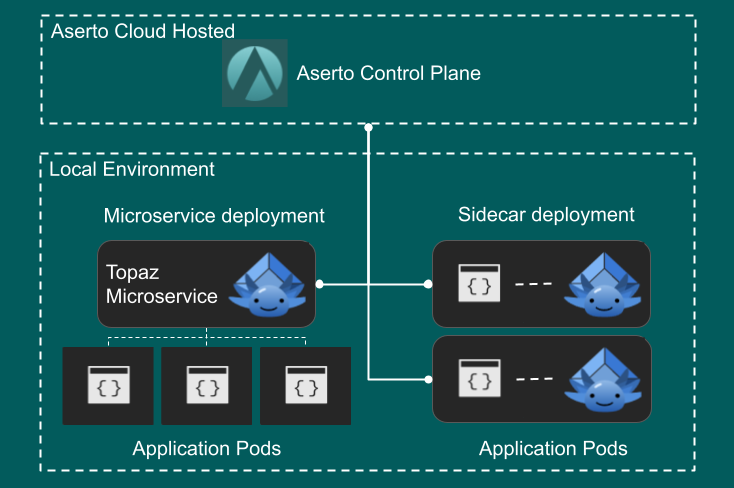 Aserto Cloud Hosted
Aserto Control Plane
Local Environment
Microservice deployment
Sidecar deployment
Topaz
Microservice
{}
{}
{}
{}
{}
Application Pods
Application Pods